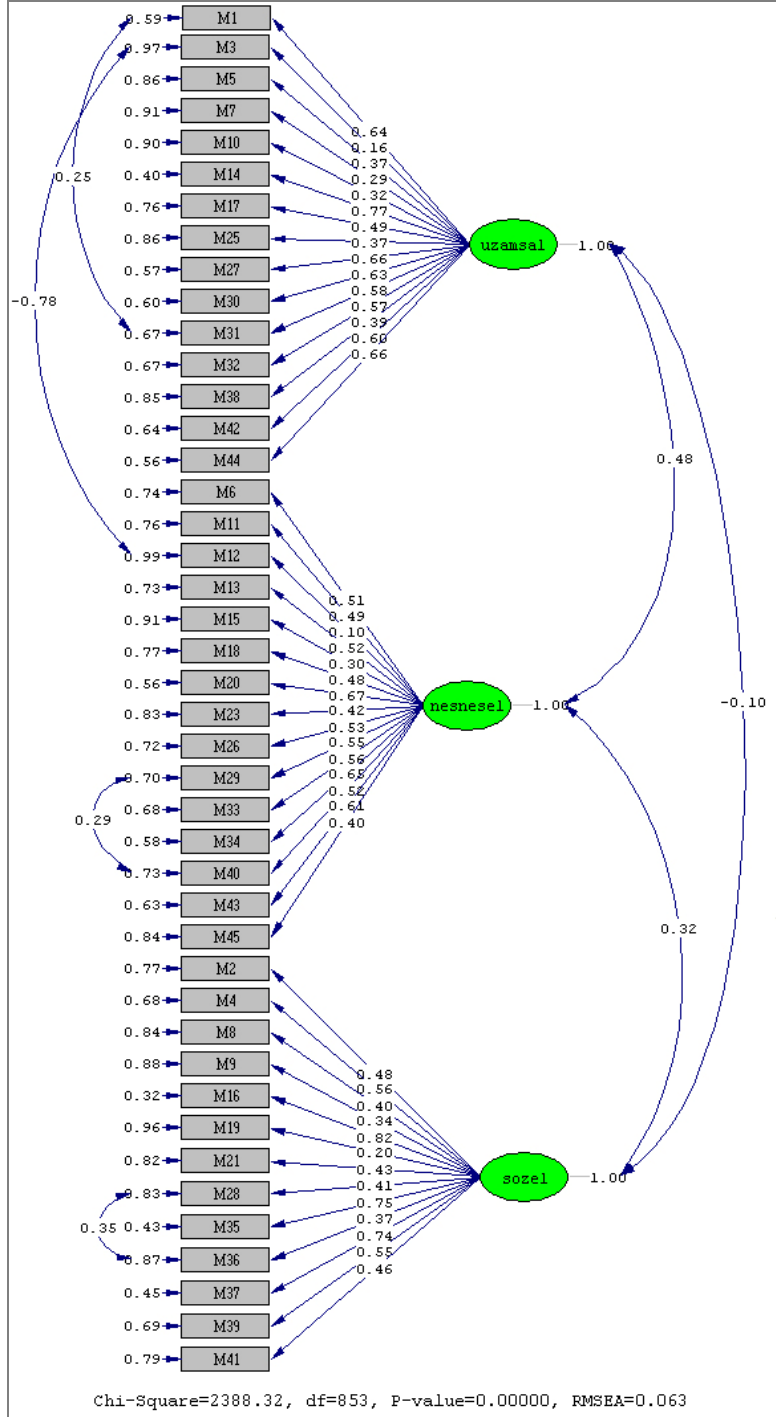 0.59 M1
0.97 M3
0.86 M5
0.91 M7
0.90 M10
0.40 M14
0.76 M17
0.86 M25
0.57 M27
0.60 M30
0.67 M31
0.67 M32
0.85 M38
0.64 M42
0.56 M44
0.74 M6
0.76 M11
0.99 M12
0.73 M13
0.91 M15
0.77 M18
0.56 M20
0.83 M23
0.72 M26
0.70 M29
0.68 M33
0.58 M34
0.73 M40
0.63 M43
0.84 M45
0.77 M2
0.68 M4
0.84 M8
0.88 M9
0.32 M16
0.96 M19
0.82 M21
0.83 M28
0.43 M35
0.87 M36
0.45 M37
0.69 M39
0.79 M41
0.25
-0.78
0.29
0.35
0.64
0.16
0.37
0.29
0.32
0.77
0.49
0.37
0.66
0.63
0.58
0.57
0.39
0.60
0.66
uzamsal 1.00
0.51
0.49
0.10
0.52
0.30
0.48
0.67
0.42
0.53
0.55
0.56
0.65
0.52
0.61
0.40
nesnesel 1.00
0.48
0.56
0.40
0.34
0.82
0.20
0.43
0.41
0.75
0.37
0.74
0.55
0.46
sozel 1.00
0.48
-0.10
0.32
Chi-Square=2388.32, df=853, P-value=0.00000, RMSEA=0.063